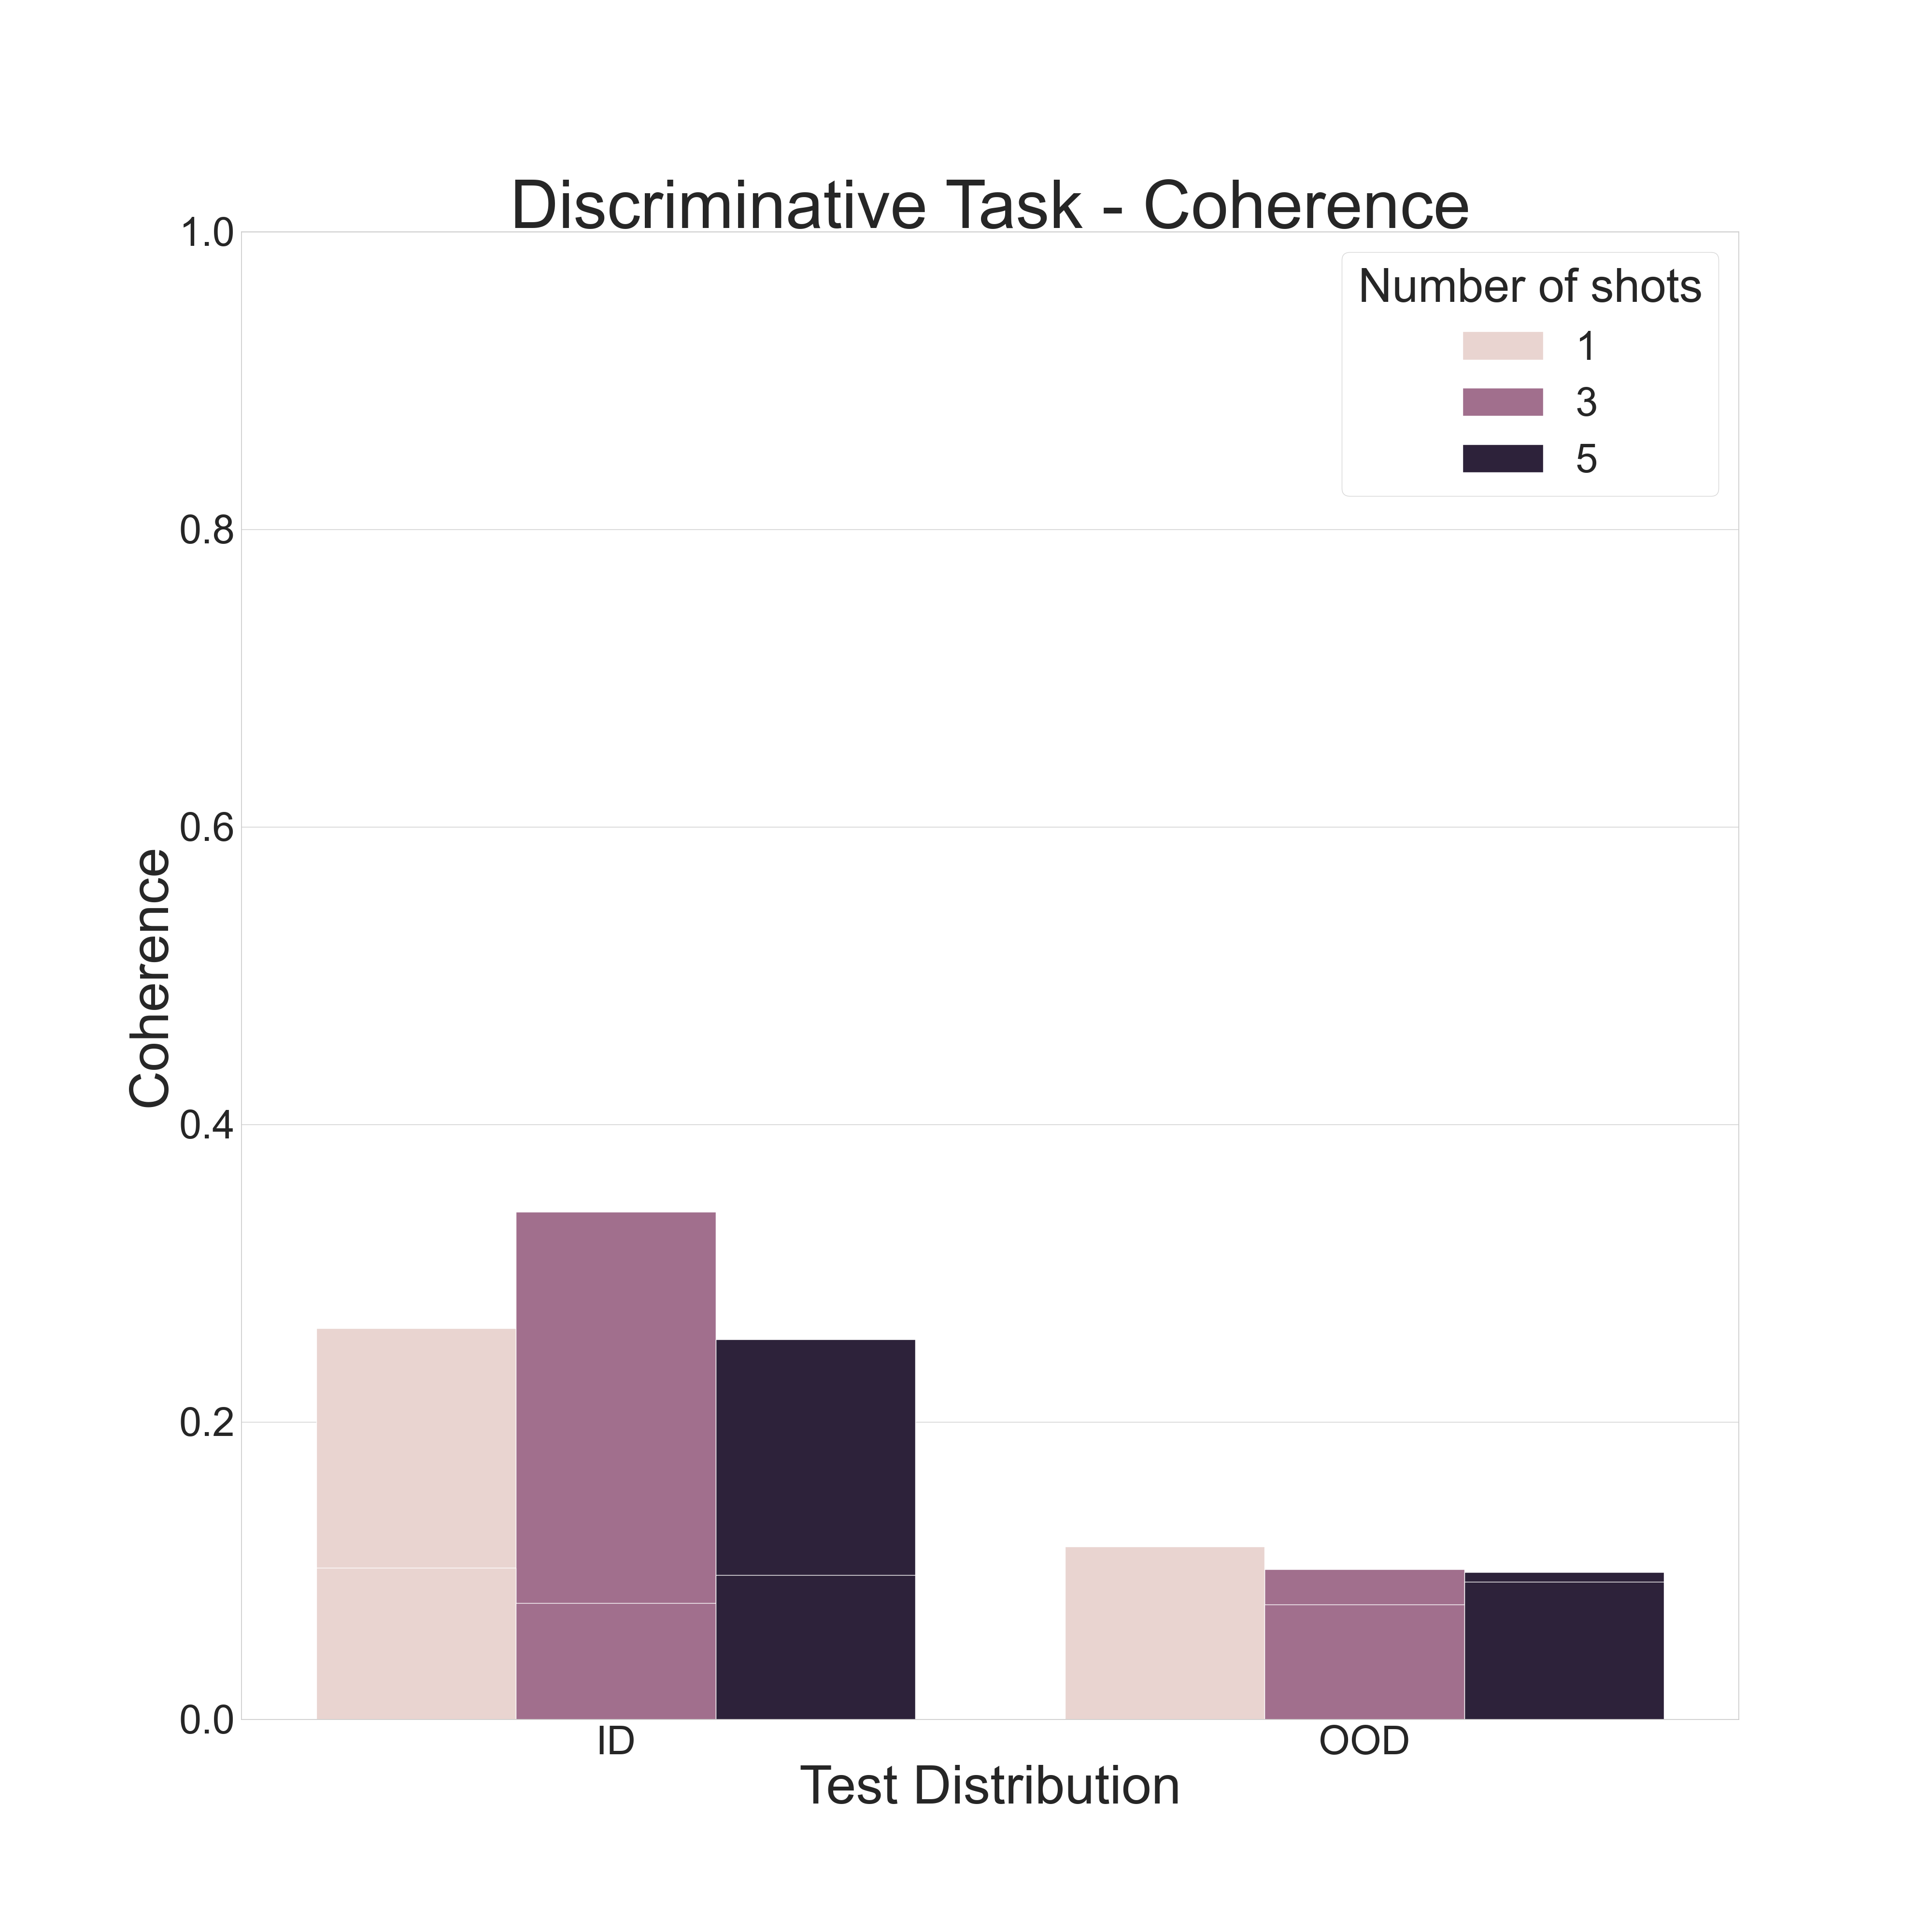 Discriminative Task - Coherence
Number of shots
1
3
5
1.0
0.8
0.6
0.4
0.2
0.0
Coherence
ID
OOD
Test Distribution